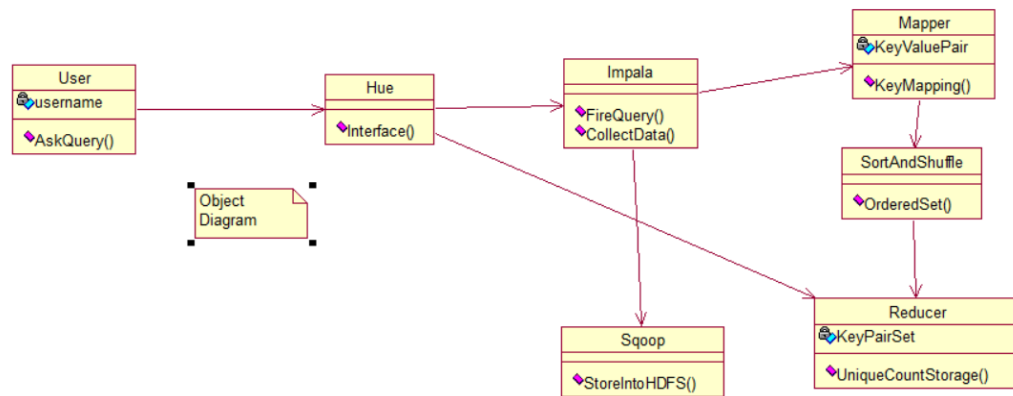 User
username
AskQuery()
Hue
Interface()
Impala
FireQuery()
CollectData()
Mapper
KeyValuePair
KeyMapping()
SortAndShuffle
OrderedSet()
Object
Diagram
Sqoop
StoreIntoHDFS()
Reducer
KeyPairSet
UniqueCountStorage()